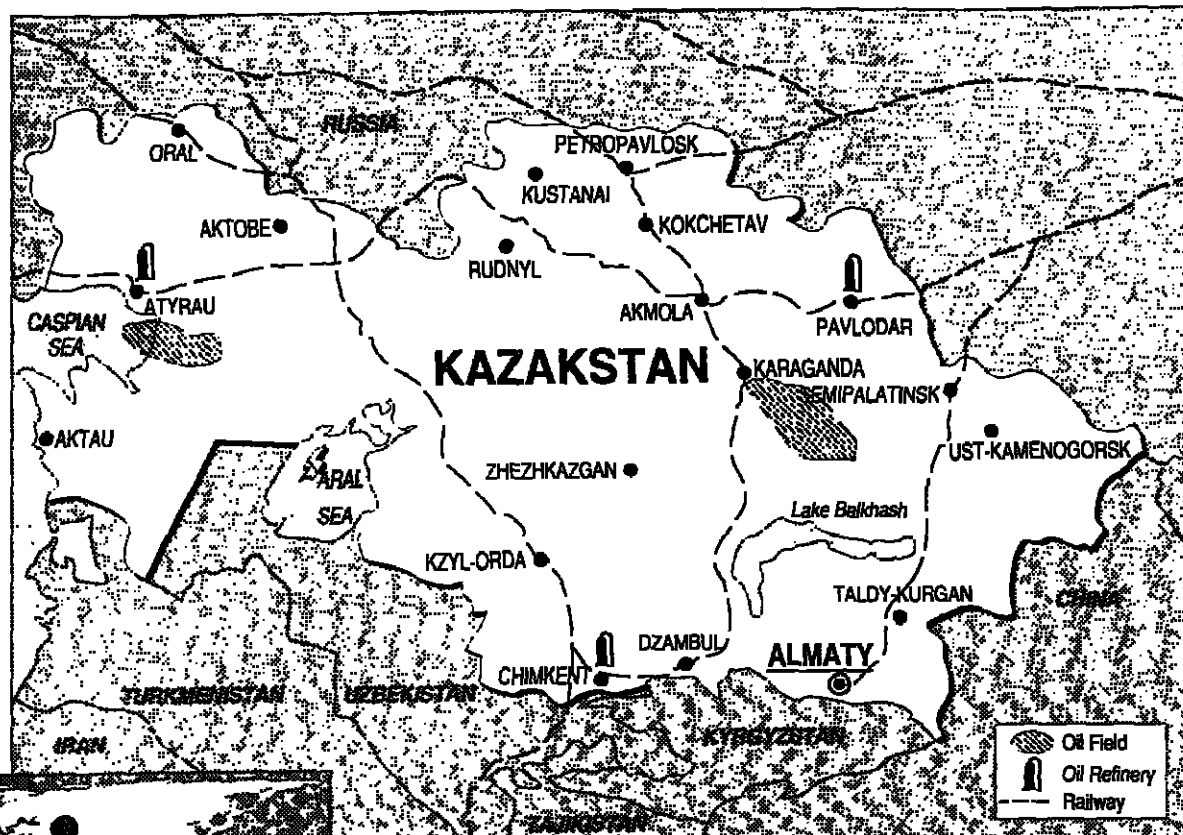 RUSSIA
PETROPAVLOSK
ORAL
KUSTANAI
AKTOBE
KOKCHETAV
RUDNYL
ATYRAU
AKMOLA
PAVLODAR
CASPIAN
SEA
KAZAKSTAN
KARAGANDA
EMIPALATINSK
AKTAU
UST-KAMENOGORSK
ZHEZHKAZGAN
ARAL
SEA
Lake Balkhash
KZYL-ORDA
TALDY-KURGAN
CHINA
DZAMBUL
ALMATY
CHIMKENT
TURKMENISTAN
UZBEKISTAN
KYRGYZSTAN
IRAN
TAJIKISTAN
Oil Field
Oil Refinery
Railway